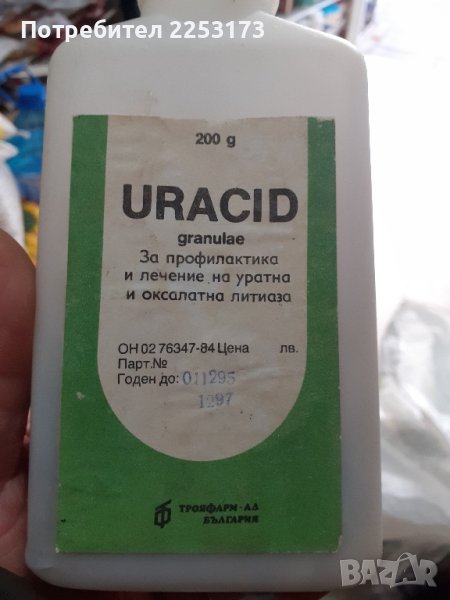 Потребител 2253173
200 g
URACID
granulae
За профилактика
и лечение на уратна
и оксалатна литиаза
ОН 02 76347-84 Цена лв.
Парт.№
Годен до: 011295
1297
ТРОЯФАРМ-АД
БЪЛГАРИЯ
BAZAR